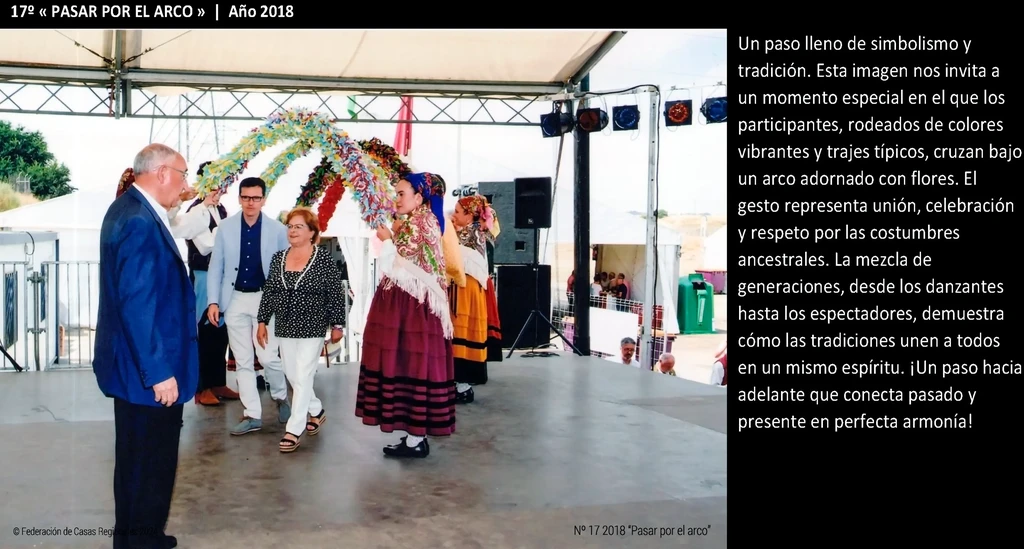 17º « PASAR POR EL ARCO » | Año 2018
Un paso lleno de simbolismo y
tradición. Esta imagen nos invita a
un momento especial en el que los
participantes, rodeados de colores
vibrantes y trajes típicos, cruzan bajo
un arco adornado con flores. El
gesto representa unión, celebración
y respeto por las costumbres
ancestrales. La mezcla de
generaciones, desde los danzantes
hasta los espectadores, demuestra
cómo las tradiciones unen a todos
en un mismo espíritu. ¡Un paso hacia
adelante que conecta pasado y
presente en perfecta armonía!
© Federación de Casas
Nº 17 2018 "Pasar por el arco"